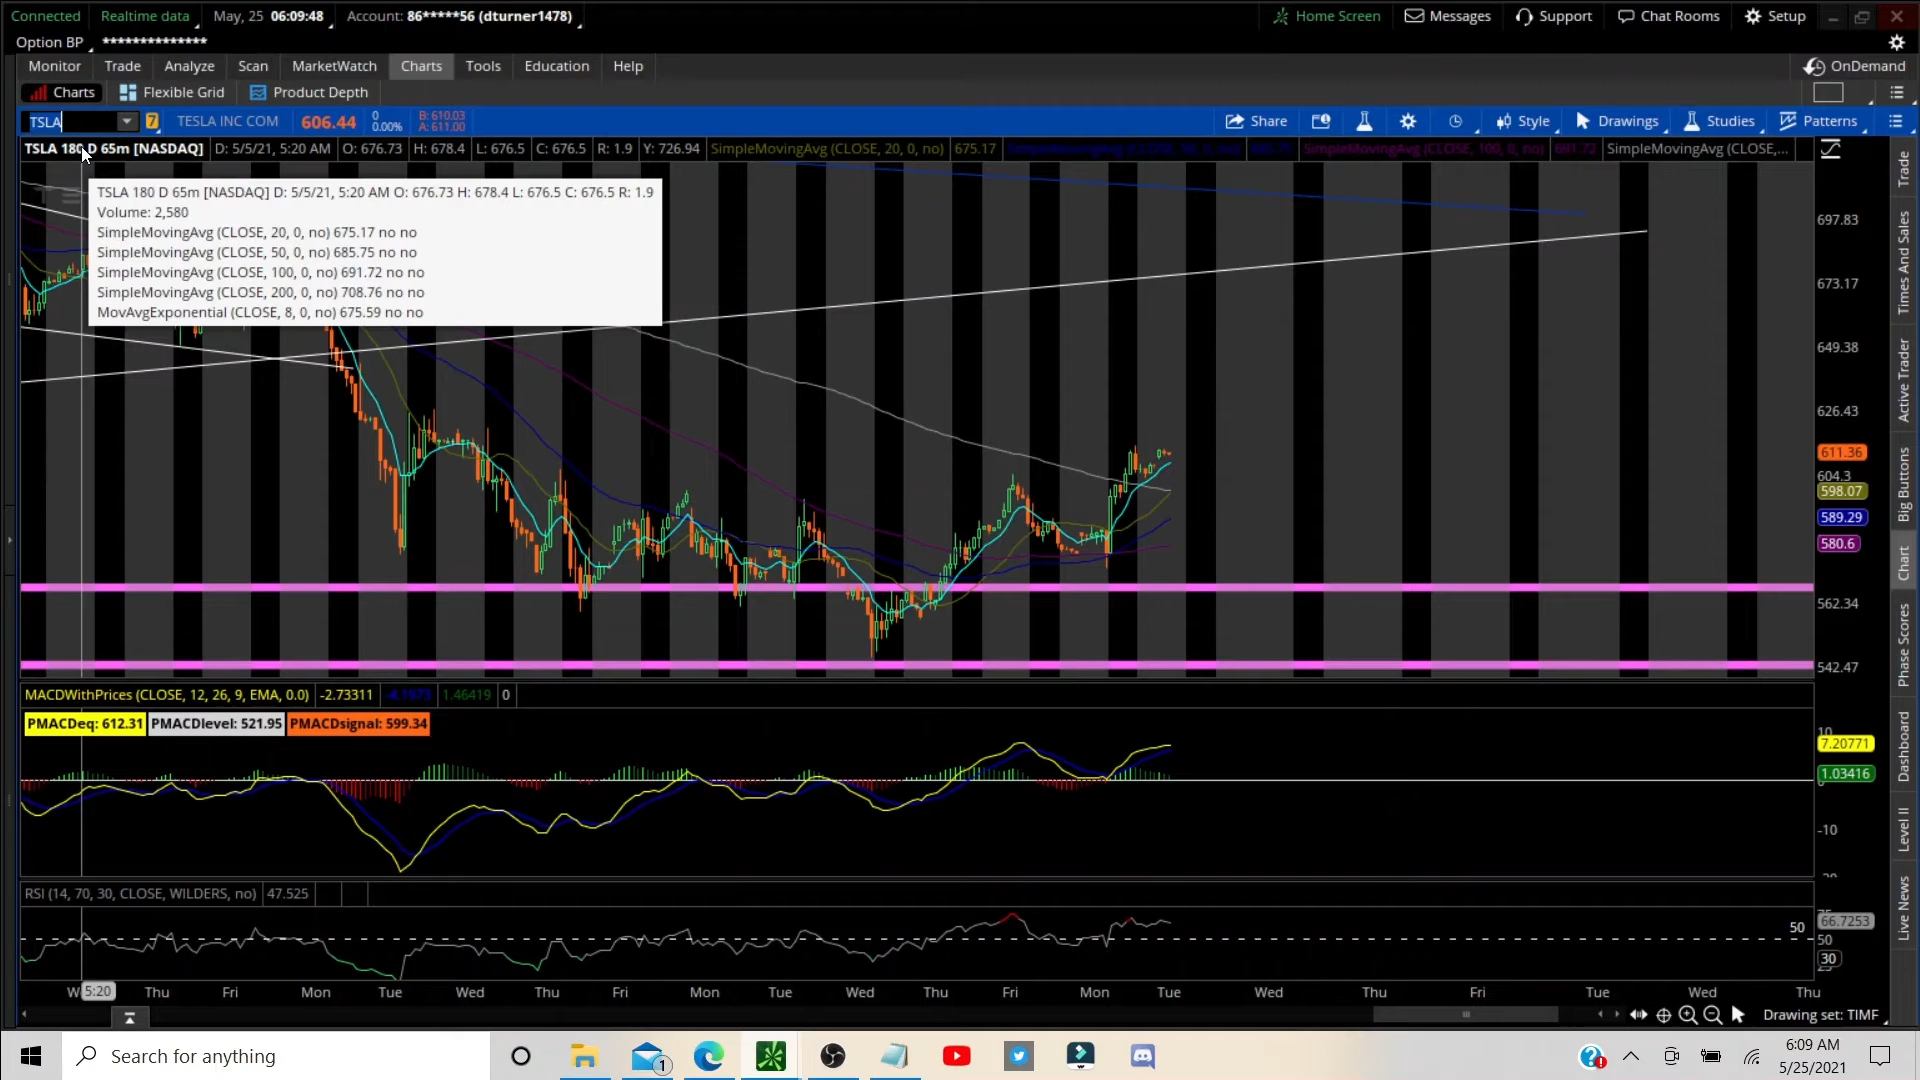 Connected Realtime data May, 25 06:09:48 Account: 86*****56 (dturner1478) Home Screen Messages Support Chat Rooms Setup
Option BP **************
Monitor Trade Analyze Scan MarketWatch Charts Tools Education Help OnDemand
Charts Flexible Grid Product Depth
TSLA 7 TESLA INC COM 606.44 0 0.00% B: 610.03 A: 611.00 Share Style Drawings Studies Patterns
TSLA 180 D 65m [NASDAQ] D: 5/5/21, 5:20 AM O: 676.73 H: 678.4 L: 676.5 C: 676.5 R: 1.9 Y: 726.94 SimpleMovingAvg (CLOSE, 20, 0, no) 675.17 SimpleMovingAvg (CLOSE, 100, 0, no) 691.72 SimpleMovingAvg (CLOSE,...
TSLA 180 D 65m [NASDAQ] D: 5/5/21, 5:20 AM O: 676.73 H: 678.4 L: 676.5 C: 676.5 R: 1.9
Volume: 2,580
SimpleMovingAvg (CLOSE, 20, 0, no) 675.17 no no
SimpleMovingAvg (CLOSE, 50, 0, no) 685.75 no no
SimpleMovingAvg (CLOSE, 100, 0, no) 691.72 no no
SimpleMovingAvg (CLOSE, 200, 0, no) 708.76 no no
MovAvgExponential (CLOSE, 8, 0, no) 675.59 no no
697.83
673.17
649.38
626.43
611.36
604.3
598.07
589.29
580.6
562.34
542.47
MACDWithPrices (CLOSE, 12, 26, 9, EMA, 0.0) -2.73311 -4.1973 1.46419 0
PMACDeq: 612.31 PMACDlevel: 521.95 PMACDsignal: 599.34
10
7.20771
1.03416
-10
RSI (14, 70, 30, CLOSE, WILDERS, no) 47.525
66.7253
50
50
30
5:20 Thu Fri Mon Tue Wed Thu Fri Mon Tue Wed Thu Fri Mon Tue Wed Thu Fri Tue Wed Thu
Drawing set: TIMF
Trade
Times And Sales
Active Trader
Big Buttons
Chart
Phase Scores
Dashboard
Level II
Live News
Search for anything
1
6:09 AM
5/25/2021